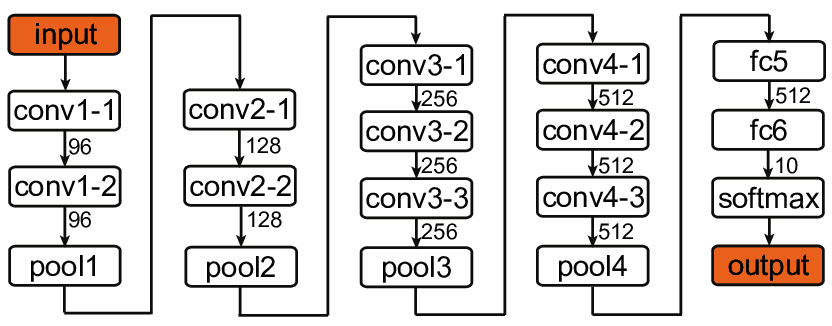 input
conv1-1
96
conv1-2
96
pool1
conv2-1
128
conv2-2
128
pool2
conv3-1
256
conv3-2
256
conv3-3
256
pool3
conv4-1
512
conv4-2
512
conv4-3
512
pool4
fc5
512
fc6
10
softmax
output